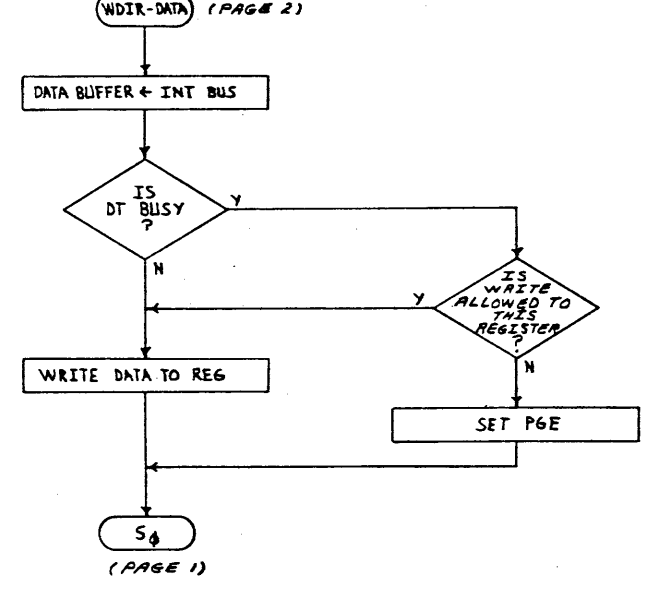 WDIR-DATA (PAGE 2)
DATA BUFFER ← INT BUS
IS
DT BUSY
?
Y
N
IS
WRITE
ALLOWED TO
THIS
REGISTER
?
Y
N
WRITE DATA TO REG
SET PGE
Sϕ
(PAGE 1)